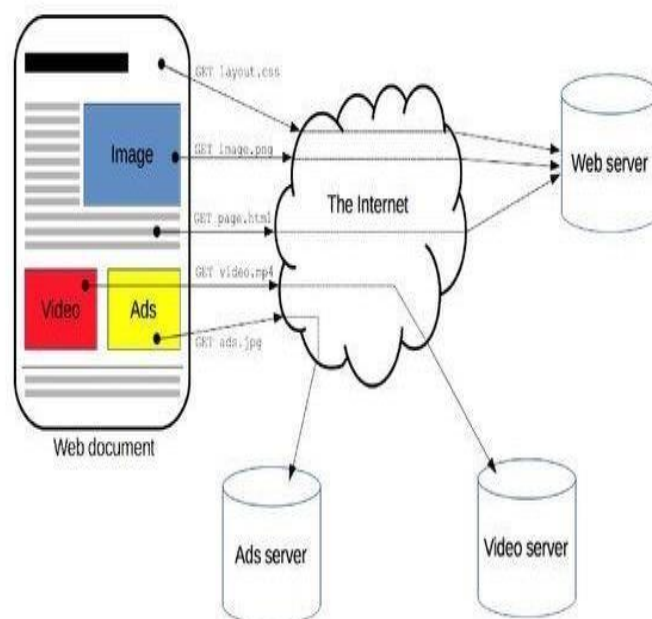 GET layout.css
Image
GET image.png
Web server
The Internet
GET page.html
GET video.mp4
Video
Ads
GET ads.jpg
Web document
Ads server
Video server